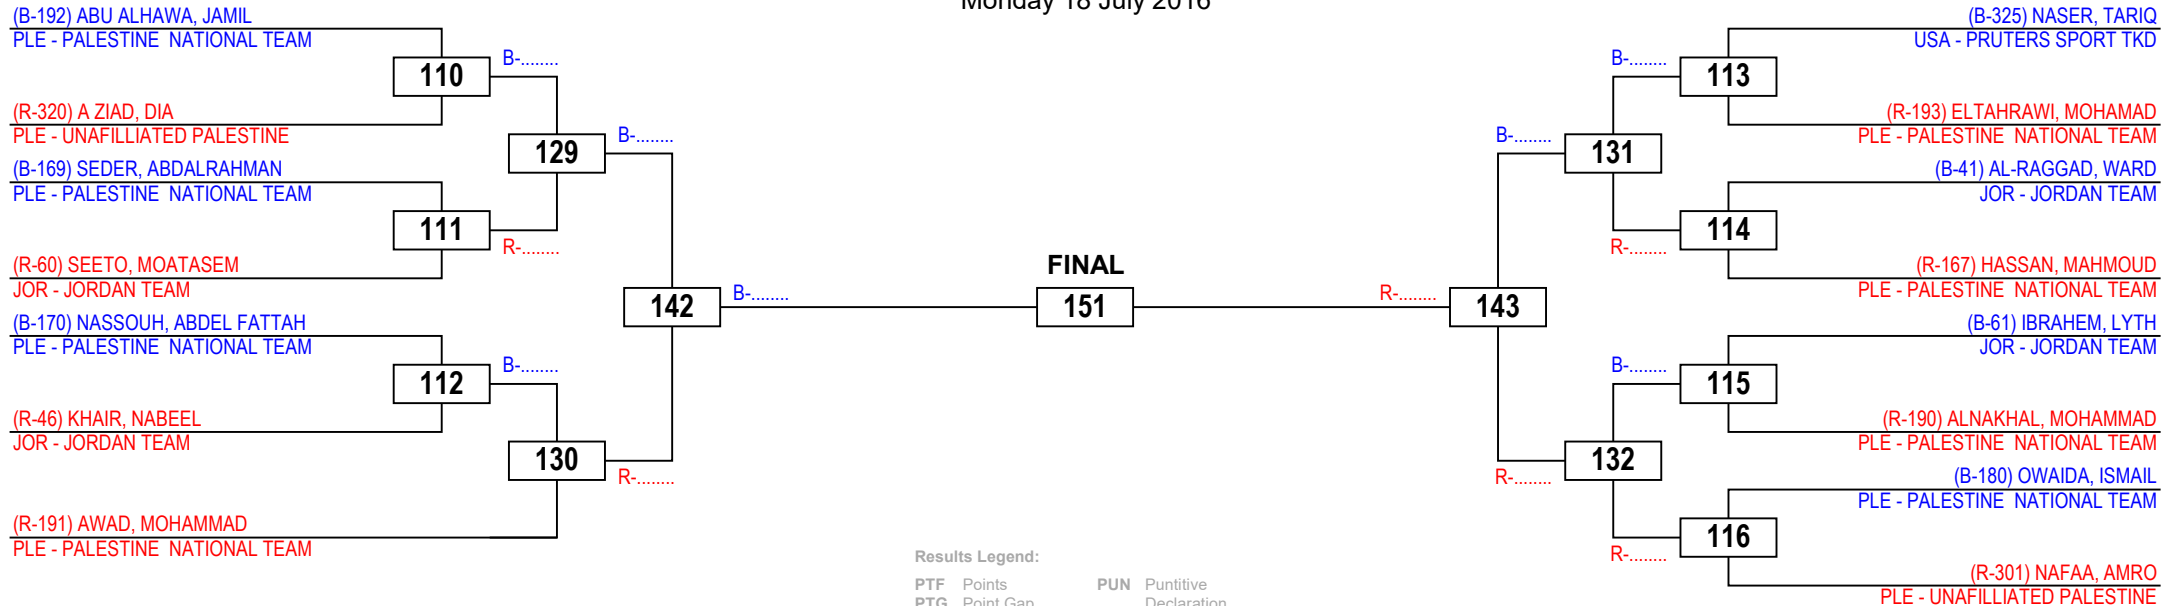 Monday 18 July 2016
(B-192) ABU ALHAWA, JAMIL
PLE - PALESTINE NATIONAL TEAM
B-........
110
(R-320) A ZIAD, DIA
PLE - UNAFILLIATED PALESTINE
129
B-........
(B-169) SEDER, ABDALRAHMAN
PLE - PALESTINE NATIONAL TEAM
111
R-........
(R-60) SEETO, MOATASEM
JOR - JORDAN TEAM
142
B-........
(B-170) NASSOUH, ABDEL FATTAH
PLE - PALESTINE NATIONAL TEAM
B-........
112
(R-46) KHAIR, NABEEL
JOR - JORDAN TEAM
130
R-........
(R-191) AWAD, MOHAMMAD
PLE - PALESTINE NATIONAL TEAM
FINAL
151
(B-325) NASER, TARIQ
USA - PRUTERS SPORT TKD
B-........
113
(R-193) ELTAHRAWI, MOHAMAD
PLE - PALESTINE NATIONAL TEAM
B-........
131
(B-41) AL-RAGGAD, WARD
JOR - JORDAN TEAM
114
R-........
(R-167) HASSAN, MAHMOUD
PLE - PALESTINE NATIONAL TEAM
R-........
143
(B-61) IBRAHEM, LYTH
JOR - JORDAN TEAM
B-........
115
(R-190) ALNAKHAL, MOHAMMAD
PLE - PALESTINE NATIONAL TEAM
132
R-........
(B-180) OWAIDA, ISMAIL
PLE - PALESTINE NATIONAL TEAM
116
R-........
(R-301) NAFAA, AMRO
PLE - UNAFILLIATED PALESTINE
Results Legend:
PTF Points PUN Puntitive
PTG Point Gap Declaration